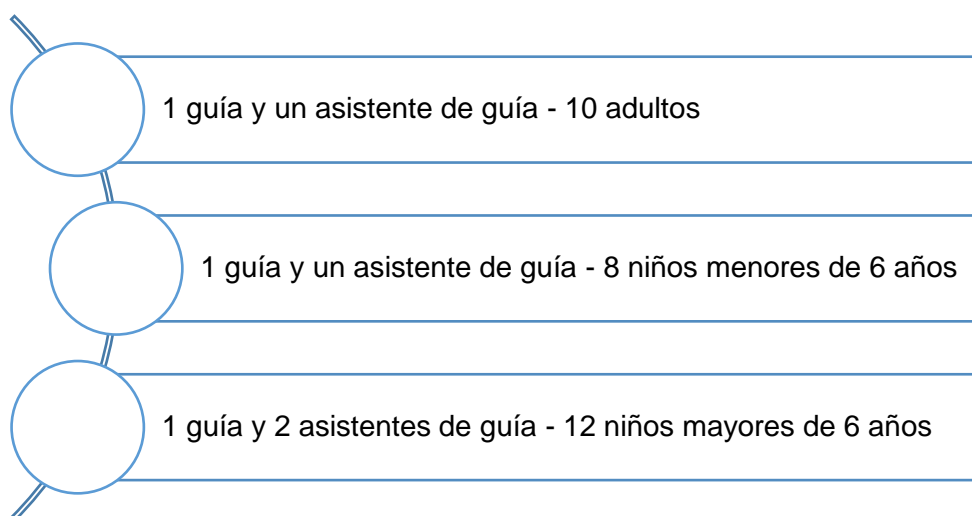 1 guía y un asistente de guía - 10 adultos
1 guía y un asistente de guía - 8 niños menores de 6 años
1 guía y 2 asistentes de guía - 12 niños mayores de 6 años